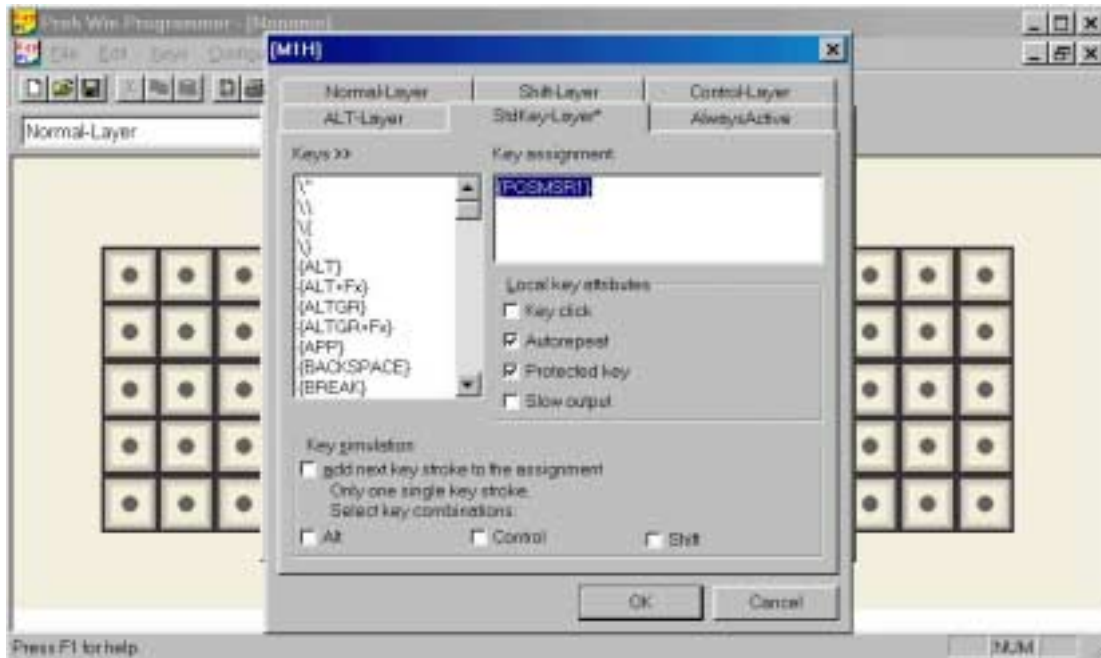 Preh Win Programmer - [Noname]
File Edit Keys
Normal-Layer
[M1H]
Normal-Layer Shift-Layer Control-Layer
ALT-Layer StdKey-Layer* AlwaysActive
Keys >>
\"
\\
\{
\}
{ALT}
{ALT+Fx}
{ALTGR}
{ALTGR+Fx}
{APP}
{BACKSPACE}
{BREAK}
Key assignment
{POSMSR1}
Local key attributes
Key click
Autorepeat
Protected key
Slow output
Key simulation
add next key stroke to the assignment
Only one single key stroke.
Select key combinations:
Alt Control Shift
OK Cancel
Press F1 for help. NUM